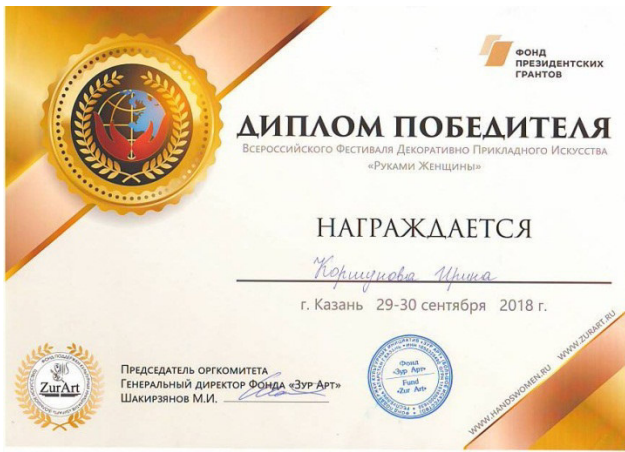 ФОНД
ПРЕЗИДЕНТСКИХ
ГРАНТОВ
ДИПЛОМ ПОБЕДИТЕЛЯ
Всероссийского Фестиваля Декоративно Прикладного Искусства
«Руками Женщины»
НАГРАЖДАЕТСЯ
Коршунова Ирина
г. Казань 29-30 сентября 2018 г.
Председатель оргкомитета
Генеральный директор Фонда «Зур Арт»
Шакирзянов М.И.
ZurArt
Фонд
«Зур Арт»
Fund
«Zur Art»
WWW.HANDSWOMEN.RU WWW.ZURART.RU